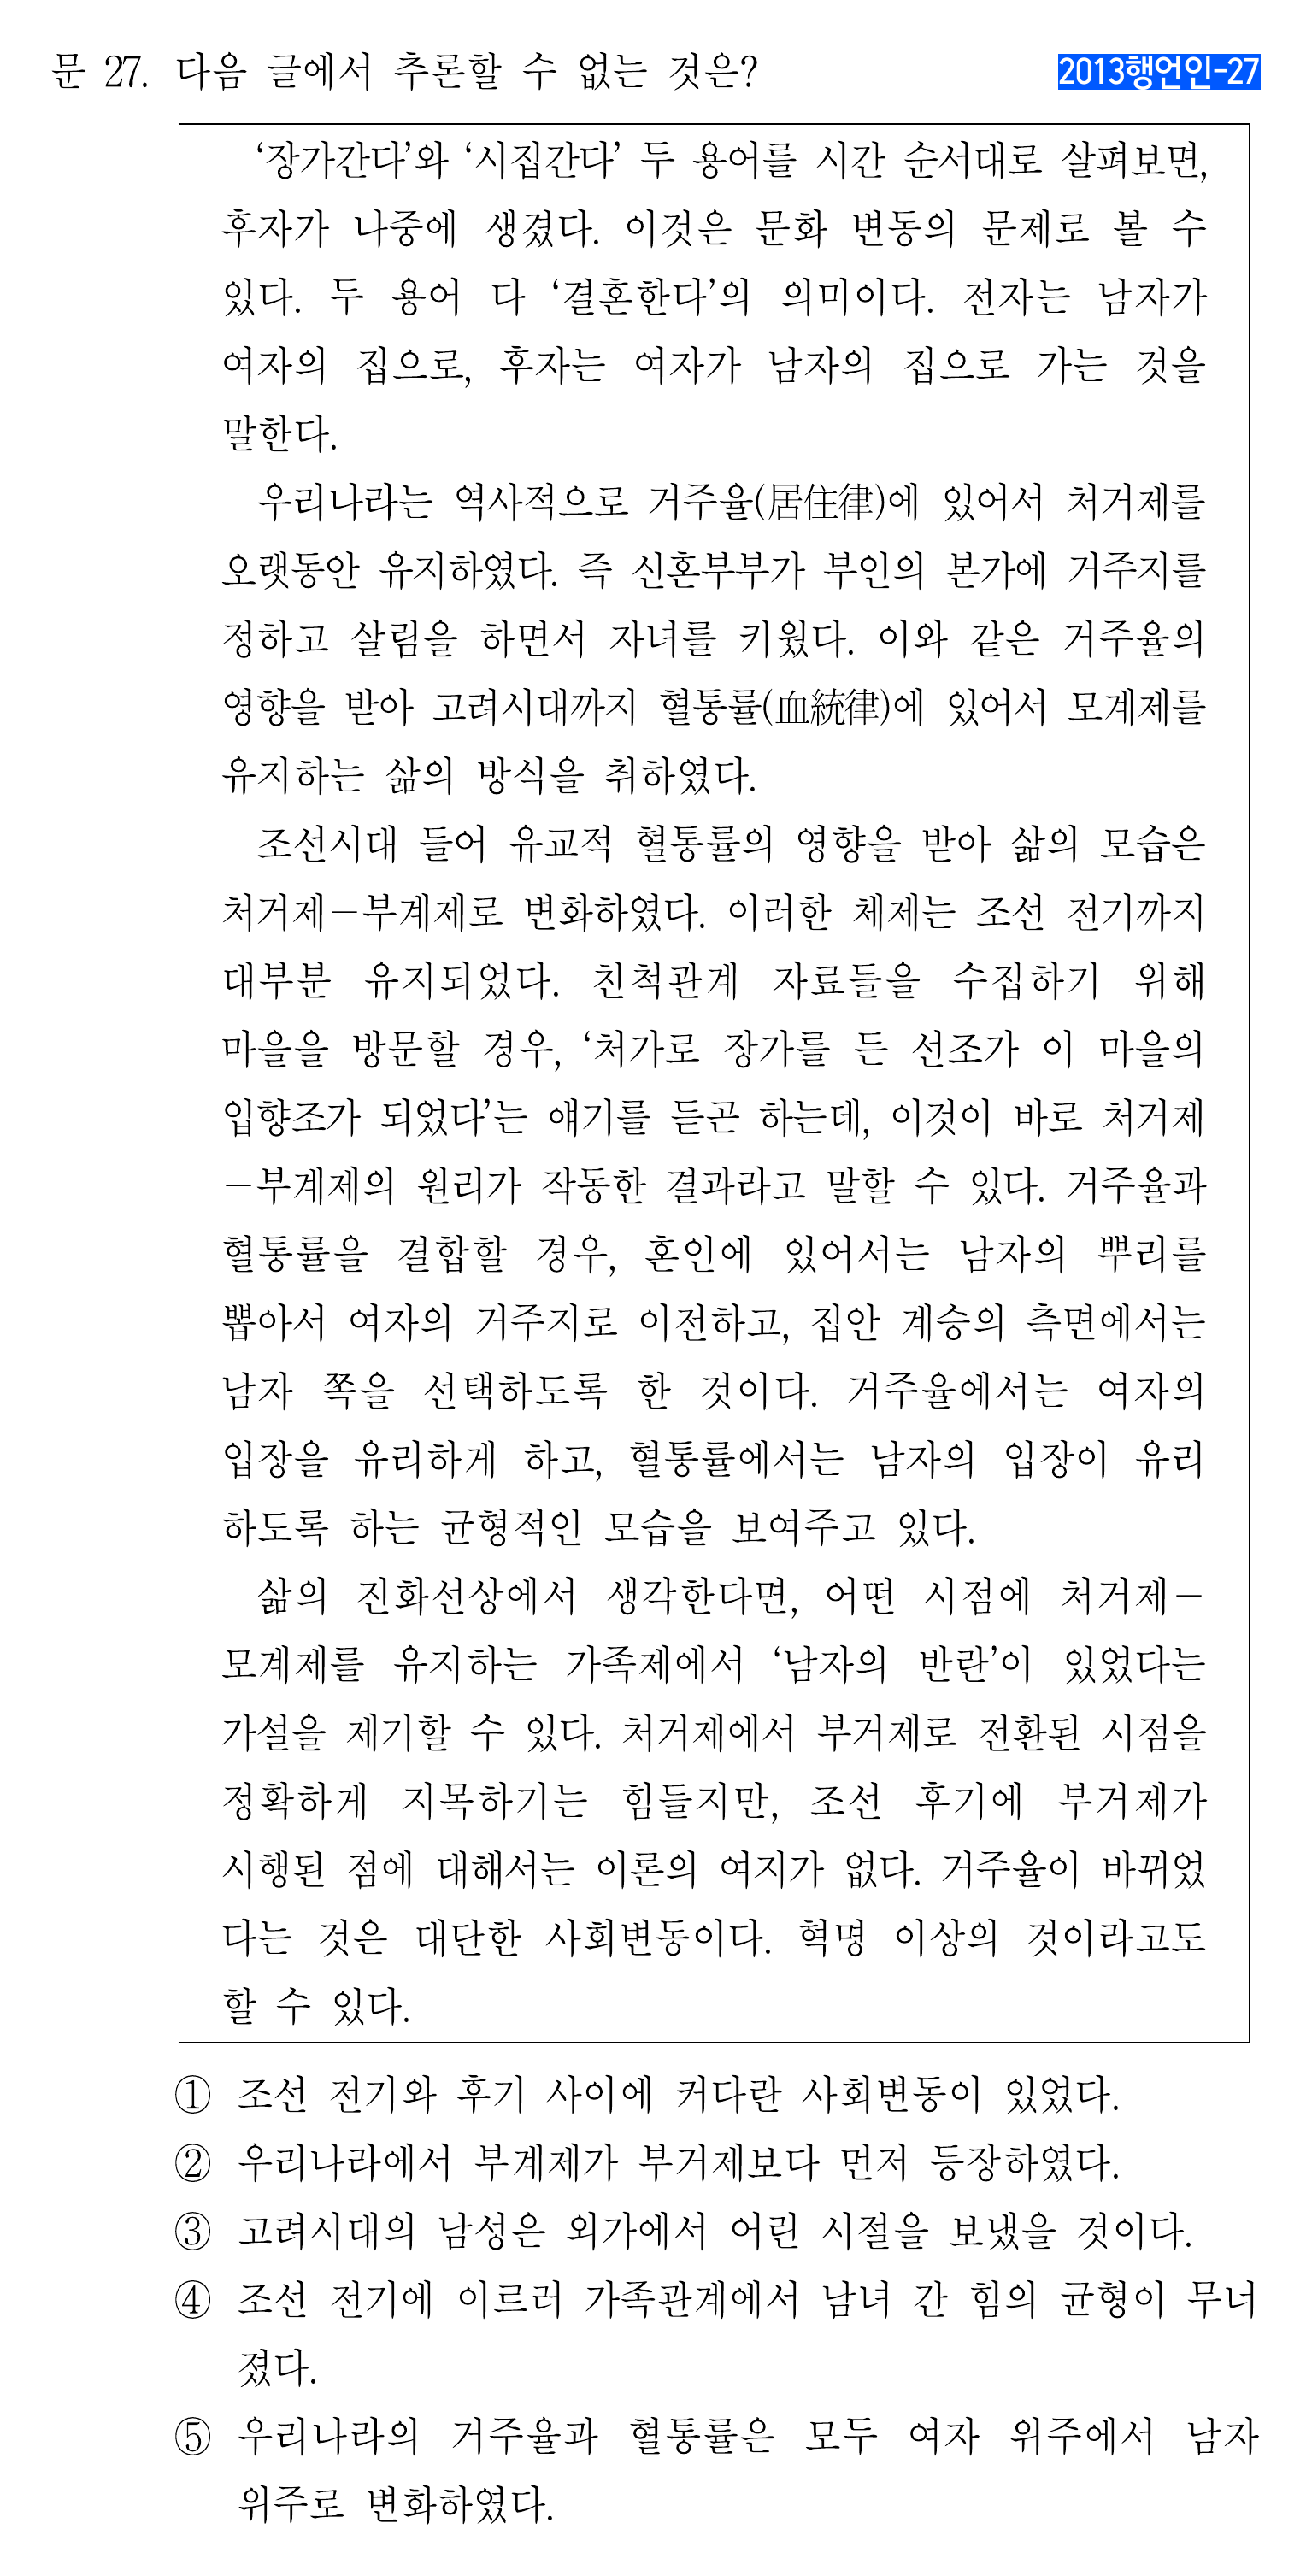 문 27. 다음 글에서 추론할 수 없는 것은?
2013행언인-27
‘장가간다’와 ‘시집간다’ 두 용어를 시간 순서대로 살펴보면,
후자가 나중에 생겼다. 이것은 문화 변동의 문제로 볼 수
있다. 두 용어 다 ‘결혼한다’의 의미이다. 전자는 남자가
여자의 집으로, 후자는 여자가 남자의 집으로 가는 것을
말한다.
우리나라는 역사적으로 거주율(居住律)에 있어서 처거제를
오랫동안 유지하였다. 즉 신혼부부가 부인의 본가에 거주지를
정하고 살림을 하면서 자녀를 키웠다. 이와 같은 거주율의
영향을 받아 고려시대까지 혈통률(血統律)에 있어서 모계제를
유지하는 삶의 방식을 취하였다.
조선시대 들어 유교적 혈통률의 영향을 받아 삶의 모습은
처거제-부계제로 변화하였다. 이러한 체제는 조선 전기까지
대부분 유지되었다. 친척관계 자료들을 수집하기 위해
마을을 방문할 경우, ‘처가로 장가를 든 선조가 이 마을의
입향조가 되었다’는 얘기를 듣곤 하는데, 이것이 바로 처거제
-부계제의 원리가 작동한 결과라고 말할 수 있다. 거주율과
혈통률을 결합할 경우, 혼인에 있어서는 남자의 뿌리를
뽑아서 여자의 거주지로 이전하고, 집안 계승의 측면에서는
남자 쪽을 선택하도록 한 것이다. 거주율에서는 여자의
입장을 유리하게 하고, 혈통률에서는 남자의 입장이 유리
하도록 하는 균형적인 모습을 보여주고 있다.
삶의 진화선상에서 생각한다면, 어떤 시점에 처거제-
모계제를 유지하는 가족제에서 ‘남자의 반란’이 있었다는
가설을 제기할 수 있다. 처거제에서 부거제로 전환된 시점을
정확하게 지목하기는 힘들지만, 조선 후기에 부거제가
시행된 점에 대해서는 이론의 여지가 없다. 거주율이 바뀌었
다는 것은 대단한 사회변동이다. 혁명 이상의 것이라고도
할 수 있다.
① 조선 전기와 후기 사이에 커다란 사회변동이 있었다.
② 우리나라에서 부계제가 부거제보다 먼저 등장하였다.
③ 고려시대의 남성은 외가에서 어린 시절을 보냈을 것이다.
④ 조선 전기에 이르러 가족관계에서 남녀 간 힘의 균형이 무너
졌다.
⑤ 우리나라의 거주율과 혈통률은 모두 여자 위주에서 남자
위주로 변화하였다.